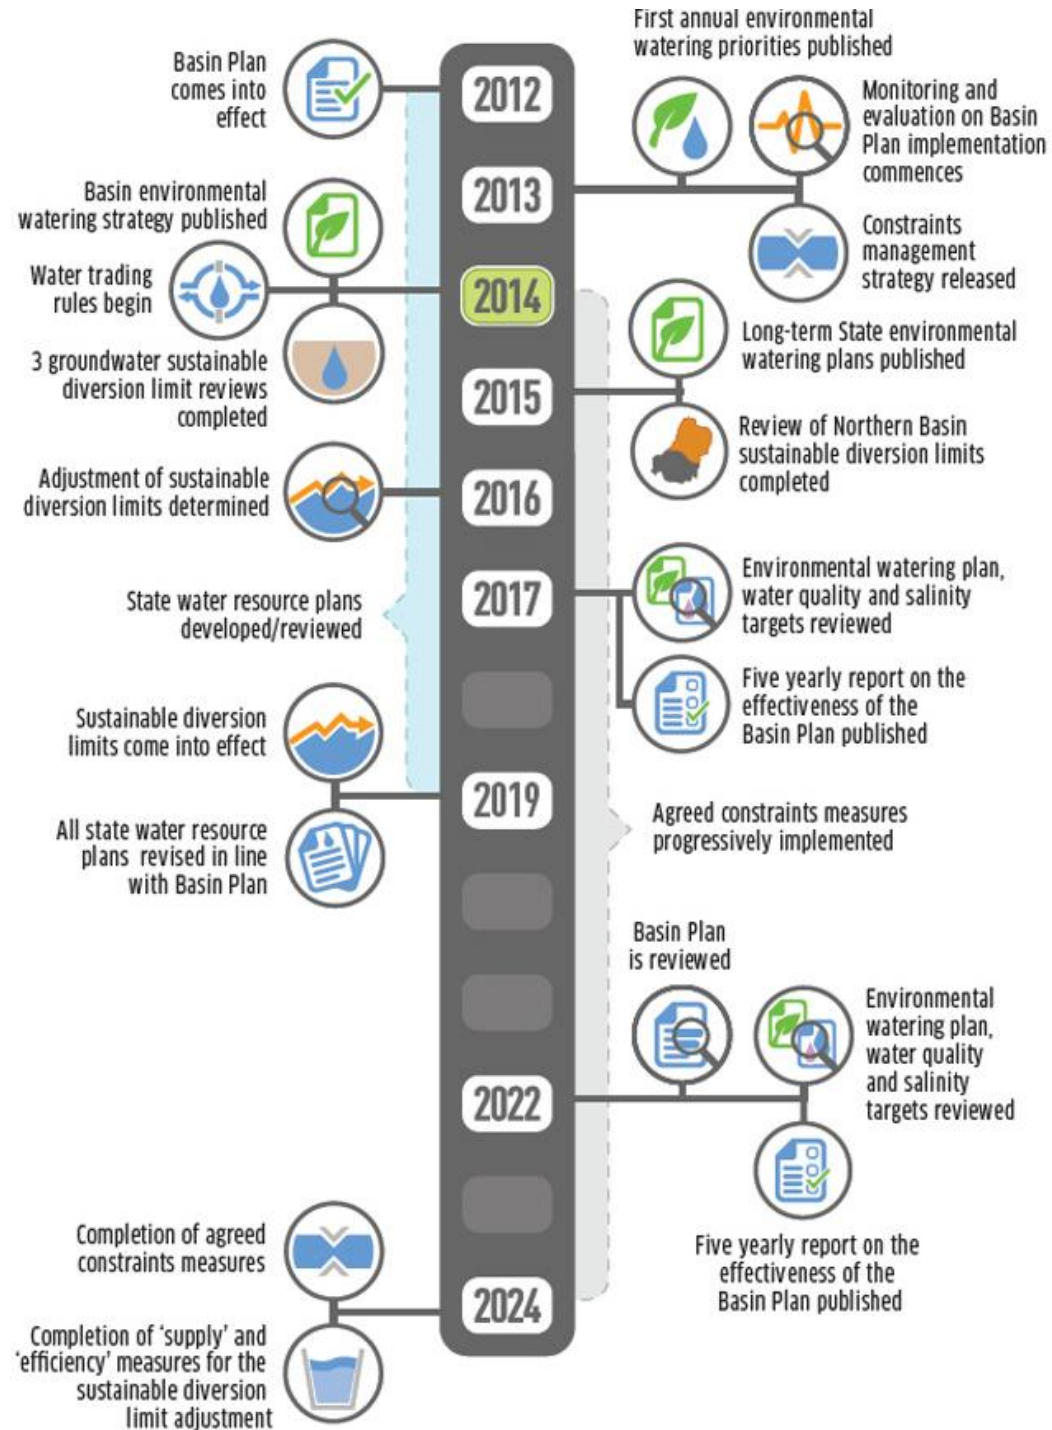 First annual environmental
watering priorities published
Basin Plan
comes into
effect
2012
Monitoring and
evaluation on Basin
Plan implementation
commences
2013
Constraints
management
strategy released
Basin environmental
watering strategy published
Water trading
rules begin
3 groundwater sustainable
diversion limit reviews
completed
2014
Long-term State environmental
watering plans published
2015
Review of Northern Basin
sustainable diversion limits
completed
Adjustment of sustainable
diversion limits determined
2016
State water resource plans
developed/reviewed
2017
Environmental watering plan,
water quality and salinity
targets reviewed
Five yearly report on the
effectiveness of the
Basin Plan published
Sustainable diversion
limits come into effect
All state water resource
plans revised in line
with Basin Plan
2019
Agreed constraints measures
progressively implemented
Basin Plan
is reviewed
Environmental
watering plan,
water quality
and salinity
targets reviewed
2022
Five yearly report on the
effectiveness of the
Basin Plan published
Completion of agreed
constraints measures
2024
Completion of ‘supply’ and
‘efficiency’ measures for the
sustainable diversion
limit adjustment